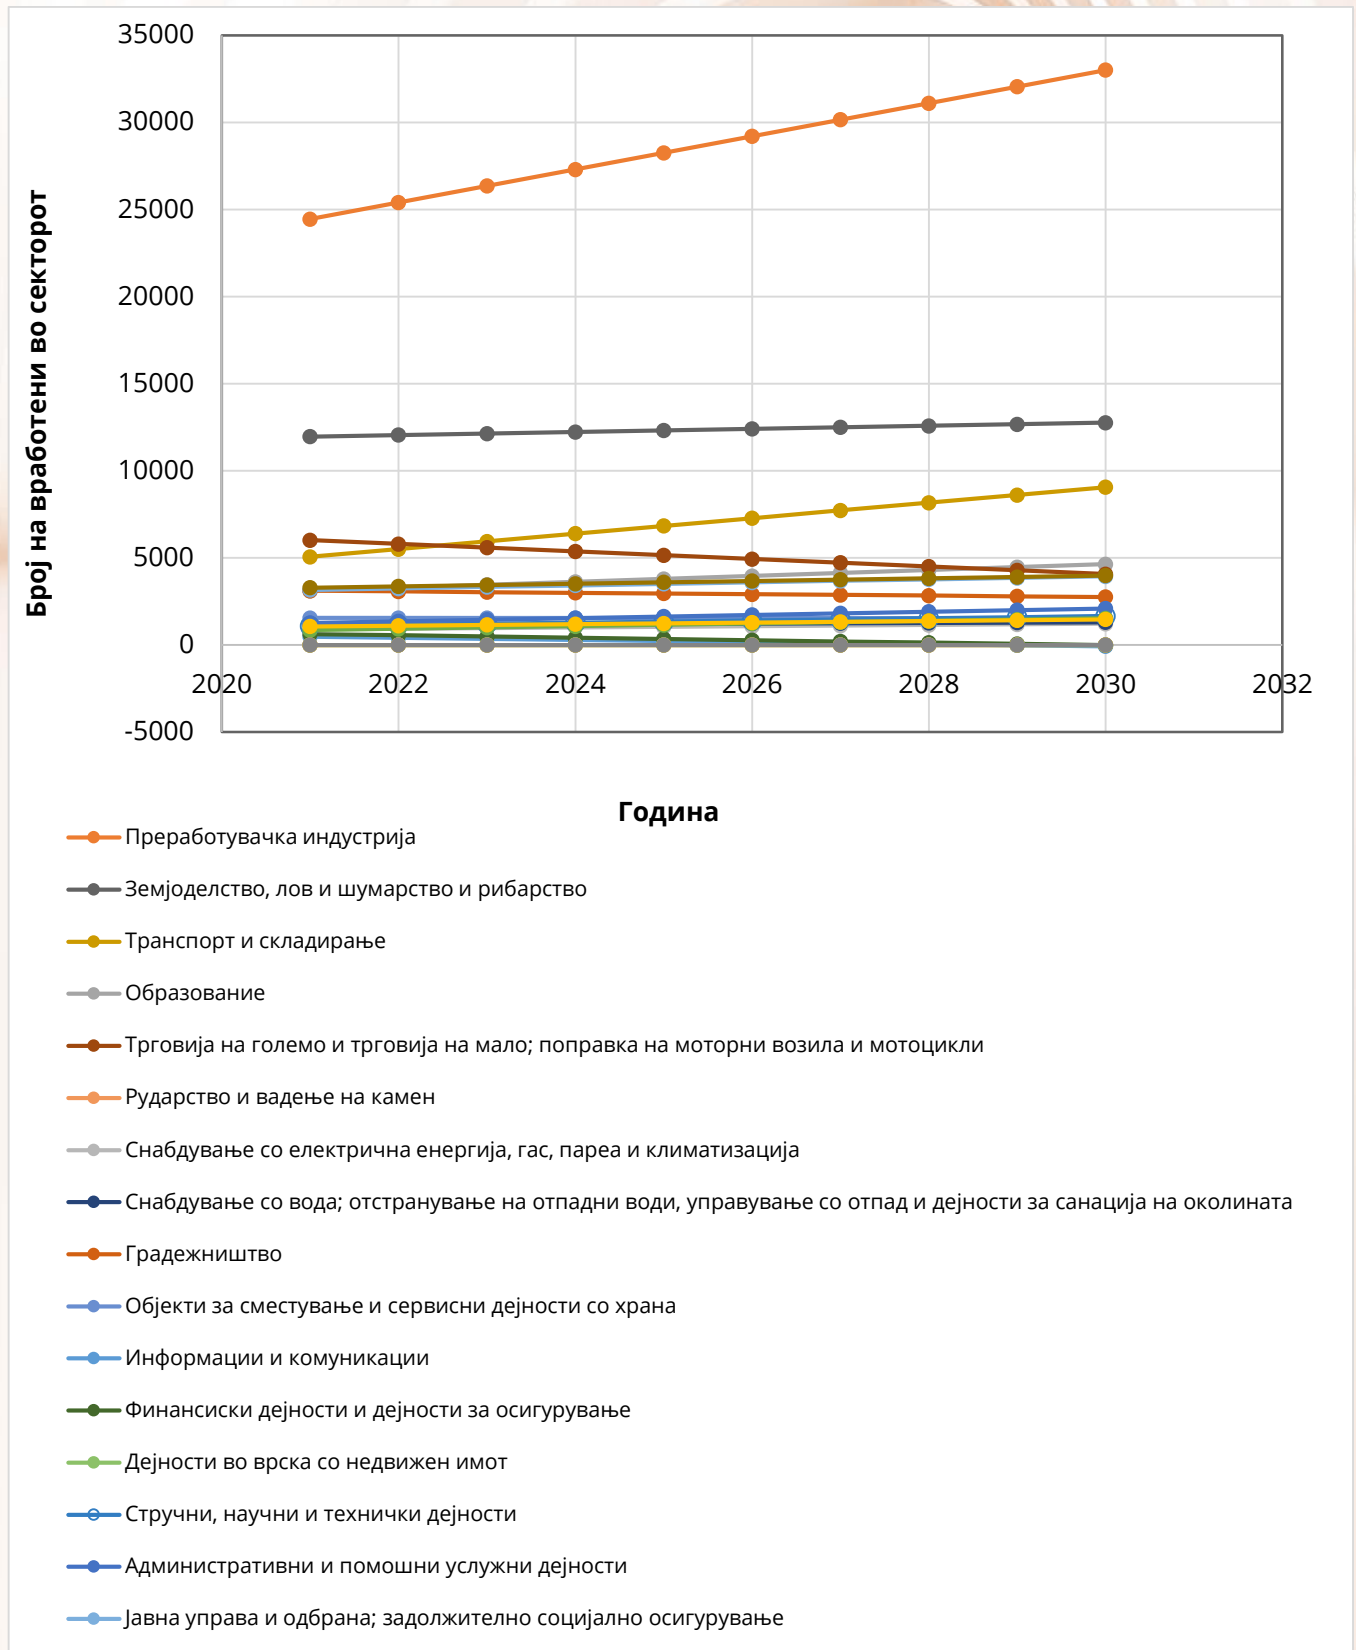 35000
30000
25000
20000
15000
10000
5000
0
-5000
Број на вработени во секторот
2020 2022 2024 2026 2028 2030 2032
Година
Преработувачка индустрија
Земјоделство, лов и шумарство и рибарство
Транспорт и складирање
Образование
Трговија на големо и трговија на мало; поправка на моторни возила и мотоцикли
Рударство и вадење на камен
Снабдување со електрична енергија, гас, пареа и климатизација
Снабдување со вода; отстранување на отпадни води, управување со отпад и дејности за санација на околината
Градежништво
Објекти за сместување и сервисни дејности со храна
Информации и комуникации
Финансиски дејности и дејности за осигурување
Дејности во врска со недвижен имот
Стручни, научни и технички дејности
Административни и помошни услужни дејности
Јавна управа и одбрана; задолжително социјално осигурување